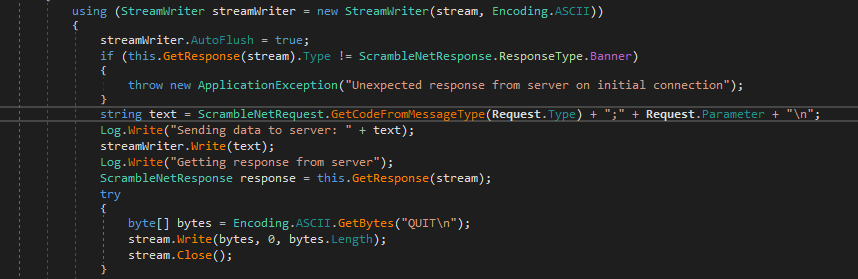 using (StreamWriter streamWriter = new StreamWriter(stream, Encoding.ASCII))
{
streamWriter.AutoFlush = true;
if (this.GetResponse(stream).Type != ScrambleNetResponse.ResponseType.Banner)
{
throw new ApplicationException("Unexpected response from server on initial connection");
}
string text = ScrambleNetRequest.GetCodeFromMessageType(Request.Type) + ";" + Request.Parameter + "\n";
Log.Write("Sending data to server: " + text);
streamWriter.Write(text);
Log.Write("Getting response from server");
ScrambleNetResponse response = this.GetResponse(stream);
try
{
byte[] bytes = Encoding.ASCII.GetBytes("QUIT\n");
stream.Write(bytes, 0, bytes.Length);
stream.Close();
}